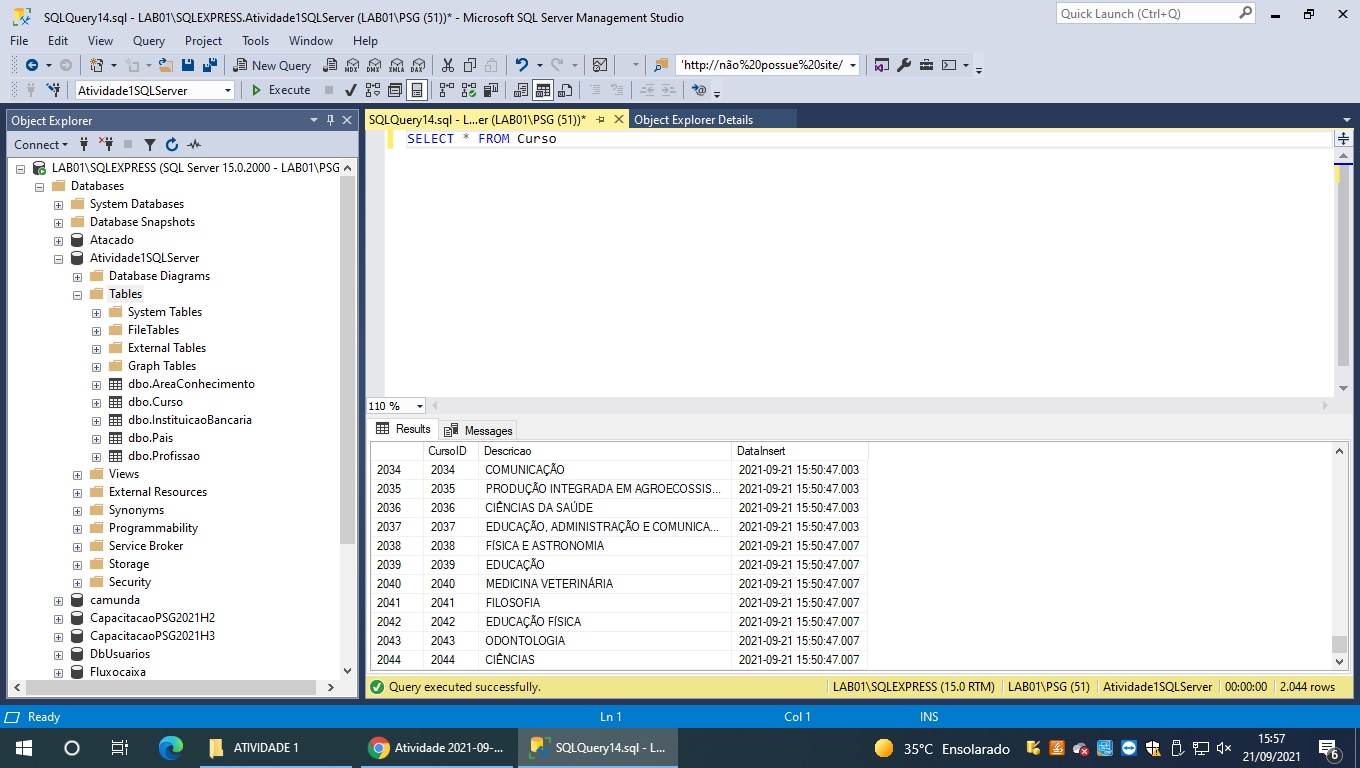 SQLQuery14.sql - LAB01\SQLEXPRESS.Atividade1SQLServer (LAB01\PSG (51))* - Microsoft SQL Server Management Studio
Quick Launch (Ctrl+Q)
File Edit View Query Project Tools Window Help
New Query MDX DMX XMLA DAX 'http://não%20possue%20site/
Atividade1SQLServer Execute
Object Explorer
SQLQuery14.sql - L...er (LAB01\PSG (51))* Object Explorer Details
Connect
SELECT * FROM Curso
LAB01\SQLEXPRESS (SQL Server 15.0.2000 - LAB01\PSG
Databases
System Databases
Database Snapshots
Atacado
Atividade1SQLServer
Database Diagrams
Tables
System Tables
FileTables
External Tables
Graph Tables
dbo.AreaConhecimento
dbo.Curso
dbo.InstituicaoBancaria
dbo.Pais
dbo.Profissao
Views
External Resources
Synonyms
Programmability
Service Broker
Storage
Security
camunda
CapacitacaoPSG2021H2
CapacitacaoPSG2021H3
DbUsuarios
Fluxocaixa
110 %
Results Messages
CursoID Descricao DataInsert
2034 2034 COMUNICAÇÃO 2021-09-21 15:50:47.003
2035 2035 PRODUÇÃO INTEGRADA EM AGROECOSSIS... 2021-09-21 15:50:47.003
2036 2036 CIÊNCIAS DA SAÚDE 2021-09-21 15:50:47.003
2037 2037 EDUCAÇÃO, ADMINISTRAÇÃO E COMUNICA... 2021-09-21 15:50:47.003
2038 2038 FÍSICA E ASTRONOMIA 2021-09-21 15:50:47.007
2039 2039 EDUCAÇÃO 2021-09-21 15:50:47.007
2040 2040 MEDICINA VETERINÁRIA 2021-09-21 15:50:47.007
2041 2041 FILOSOFIA 2021-09-21 15:50:47.007
2042 2042 EDUCAÇÃO FÍSICA 2021-09-21 15:50:47.007
2043 2043 ODONTOLOGIA 2021-09-21 15:50:47.007
2044 2044 CIÊNCIAS 2021-09-21 15:50:47.007
Query executed successfully. LAB01\SQLEXPRESS (15.0 RTM) LAB01\PSG (51) Atividade1SQLServer 00:00:00 2.044 rows
Ready Ln 1 Col 1 INS
ATIVIDADE 1 Atividade 2021-09-... SQLQuery14.sql - L... 35°C Ensolarado 15:57
21/09/2021 6